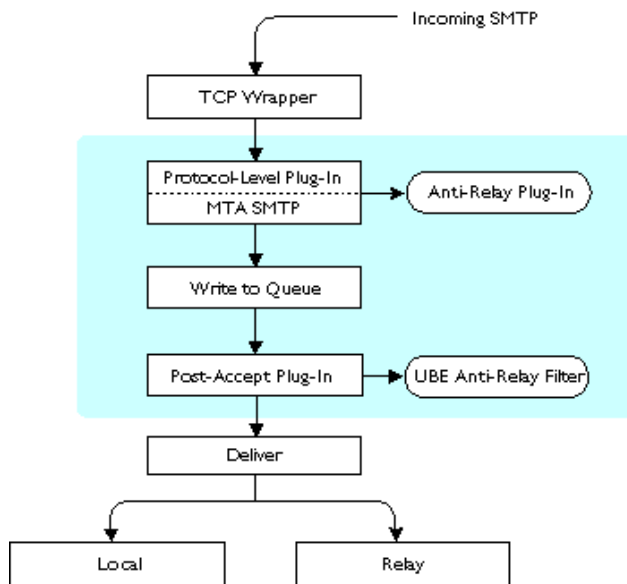 Incoming SMTP
TCP Wrapper
Protocol-Level Plug-In
MTA SMTP
Anti-Relay Plug-In
Write to Queue
Post-Accept Plug-In
UBE Anti-Relay Filter
Deliver
Local
Relay